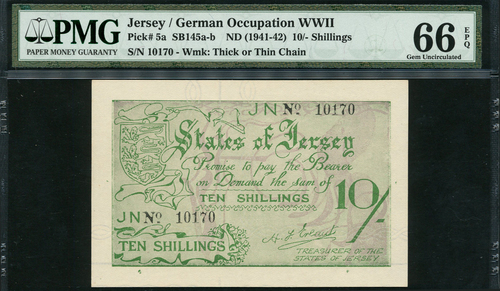 PMG
PAPER MONEY GUARANTY
Jersey / German Occupation WWII
Pick# 5a SB145a-b ND (1941-42) 10/- Shillings
S/N 10170 - Wmk: Thick or Thin Chain
66 EPQ
Gem Uncirculated
JN No 10170
States of Jersey
Promise to pay the Bearer
on Demand the sum of
TEN SHILLINGS
10/-
JN No 10170
TEN SHILLINGS
TREASURER OF THE
STATES OF JERSEY